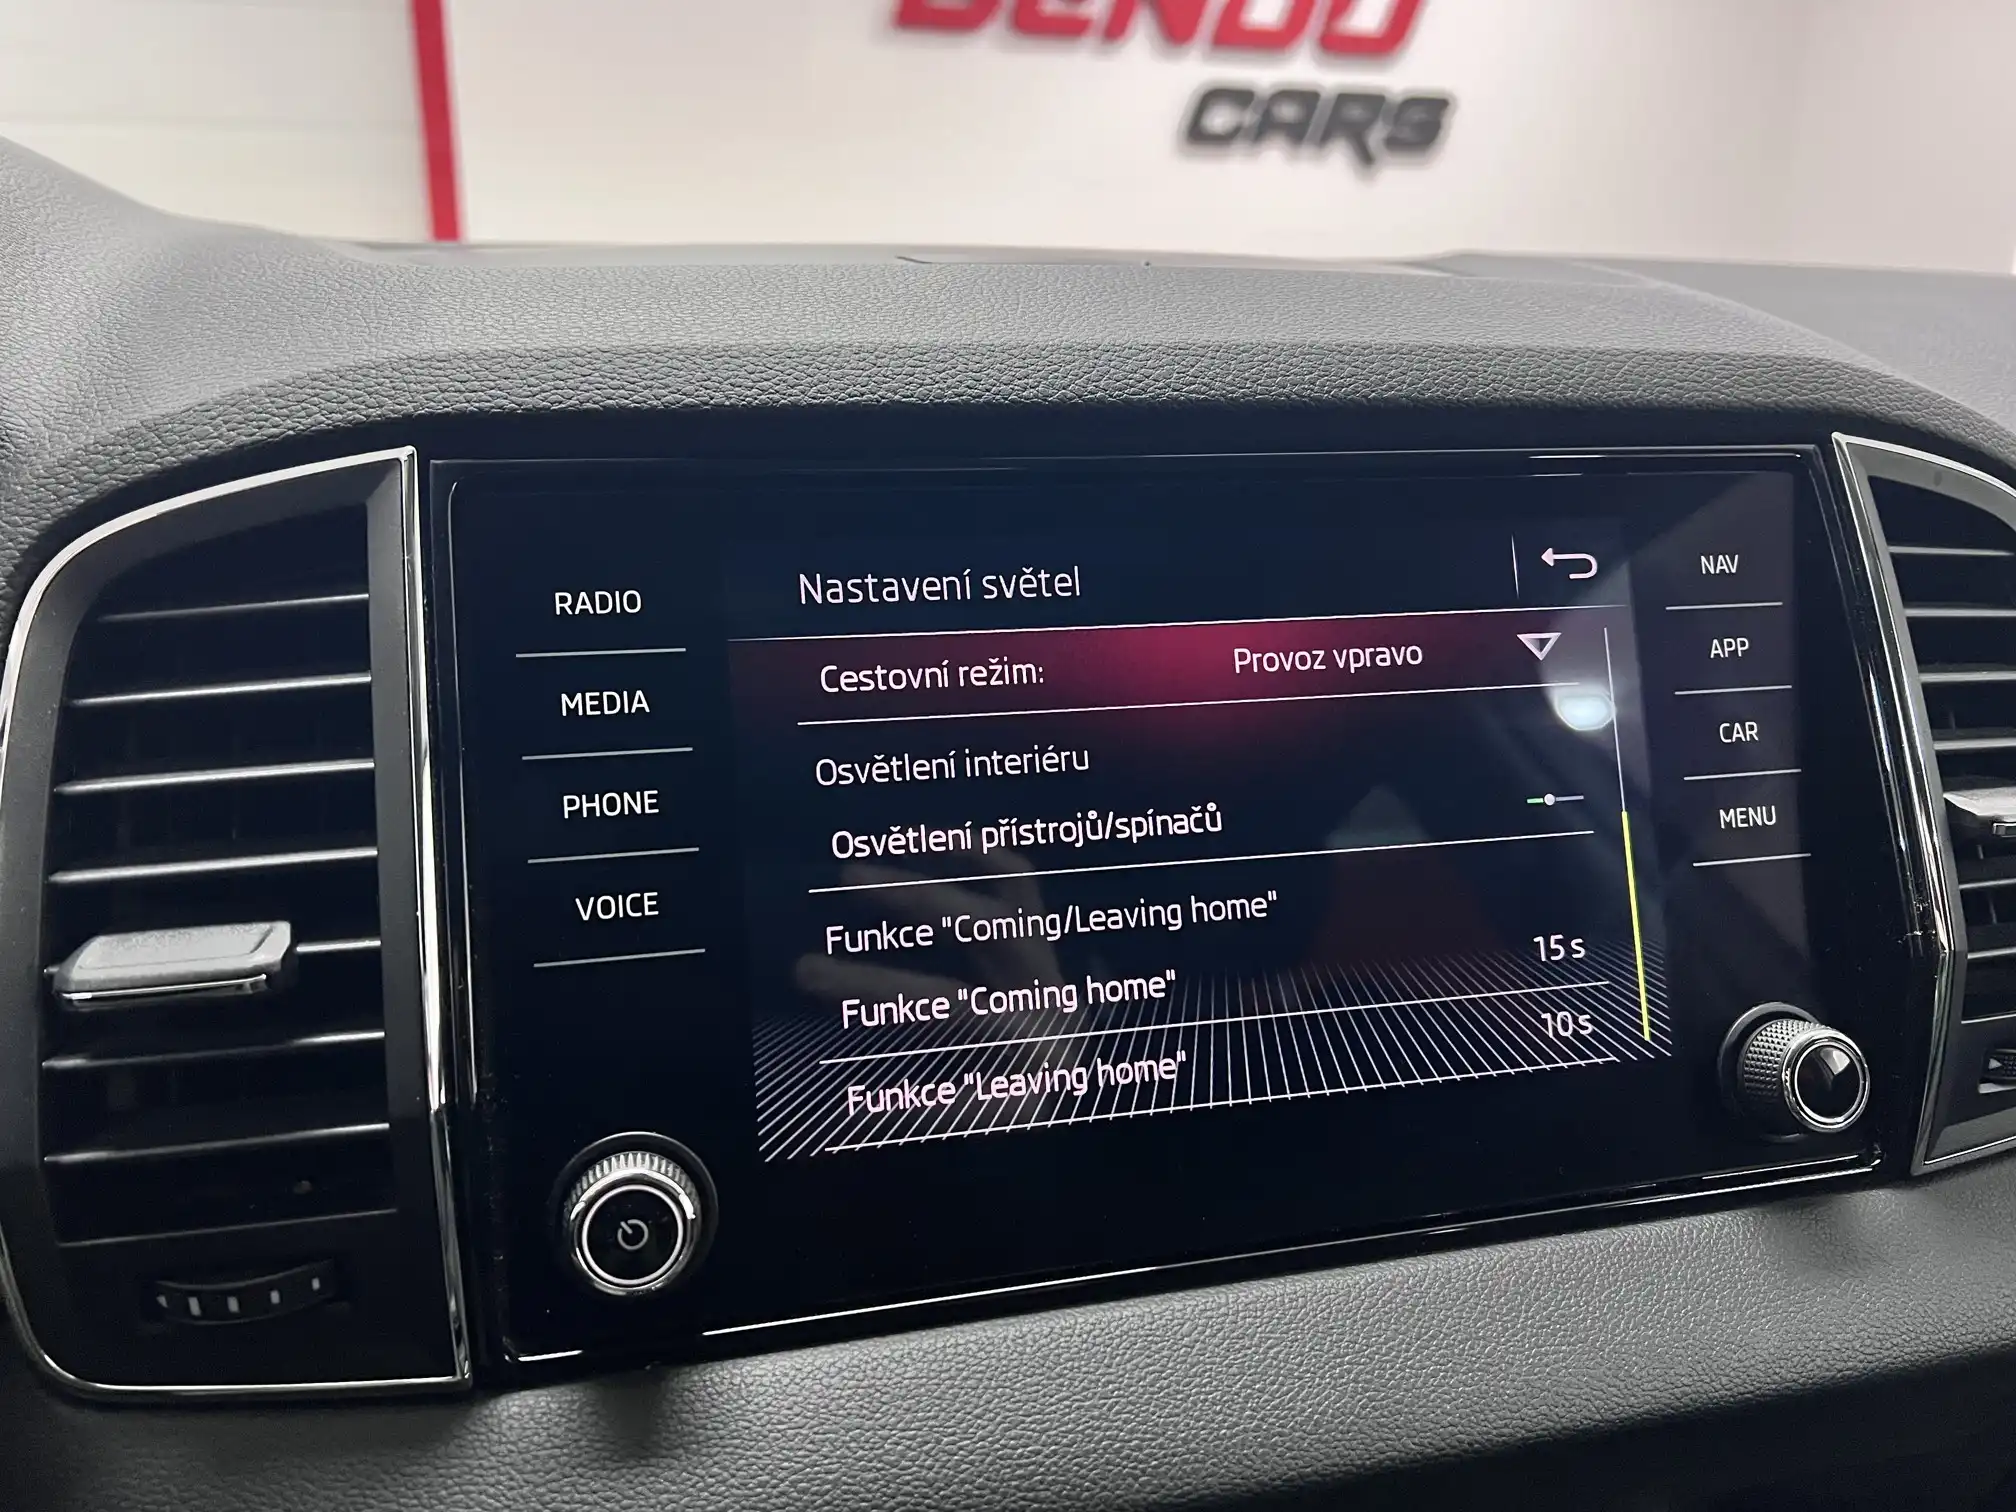 CARS
RADIO
MEDIA
PHONE
VOICE
Nastavení světel
Cestovní režim: Provoz vpravo
Osvětlení interiéru
Osvětlení přístrojů/spínačů
Funkce "Coming/Leaving home"
Funkce "Coming home" 15 s
Funkce "Leaving home" 10 s
NAV
APP
CAR
MENU